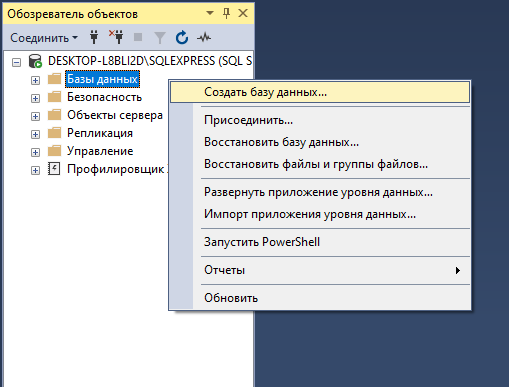 Обозреватель объектов
Соединить
DESKTOP-L8BLI2D\SQLEXPRESS (SQL S
Базы данных
Безопасность
Объекты сервера
Репликация
Управление
Профилировщик
Создать базу данных...
Присоединить...
Восстановить базу данных...
Восстановить файлы и группы файлов...
Развернуть приложение уровня данных...
Импорт приложения уровня данных...
Запустить PowerShell
Отчеты
Обновить